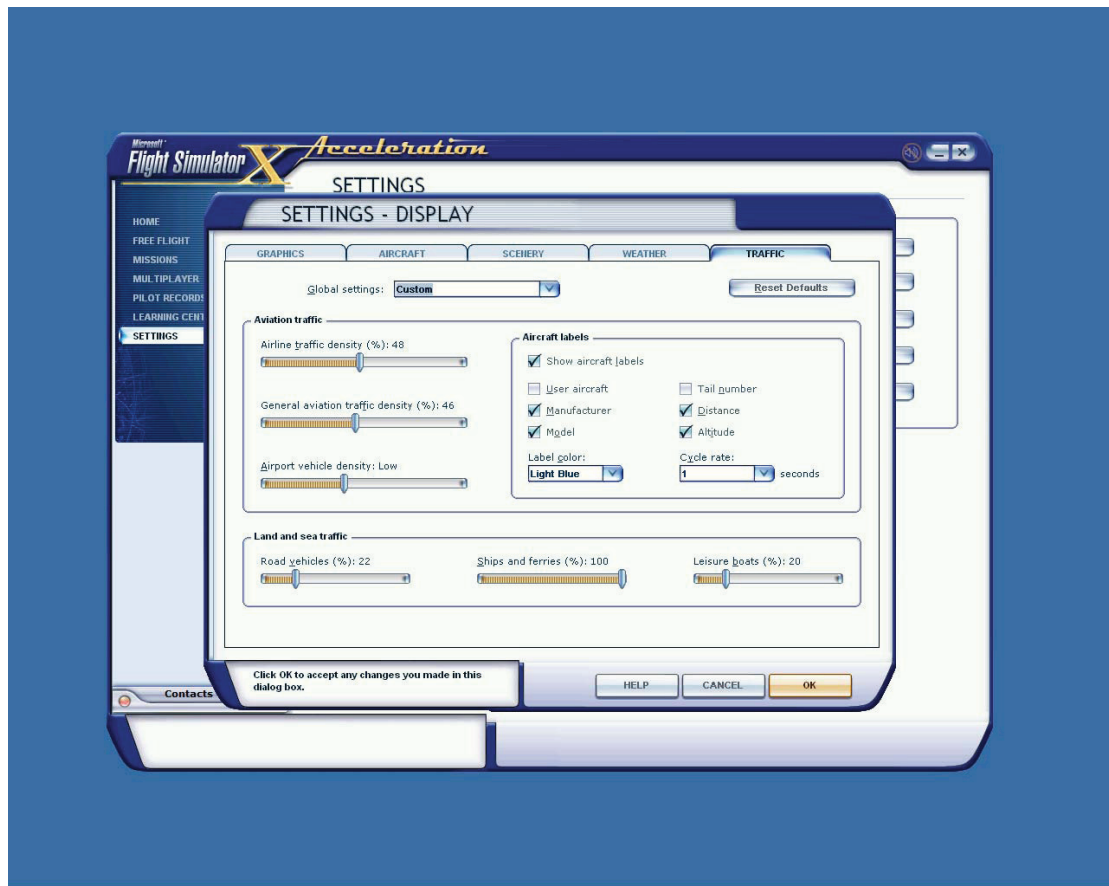 Microsoft
Flight Simulator X Acceleration
SETTINGS
SETTINGS - DISPLAY
HOME
FREE FLIGHT
MISSIONS
MULTIPLAYER
PILOT RECORDS
LEARNING CENT
SETTINGS
GRAPHICS AIRCRAFT SCENERY WEATHER TRAFFIC
Global settings: Custom Reset Defaults
Aviation traffic
Airline traffic density (%): 48
General aviation traffic density (%): 46
Airport vehicle density: Low
Aircraft labels
Show aircraft labels
User aircraft Tail number
Manufacturer Distance
Model Altitude
Label color: Cycle rate:
Light Blue 1 seconds
Land and sea traffic
Road vehicles (%): 22 Ships and ferries (%): 100 Leisure boats (%): 20
Click OK to accept any changes you made in this
dialog box.
HELP CANCEL OK
Contacts